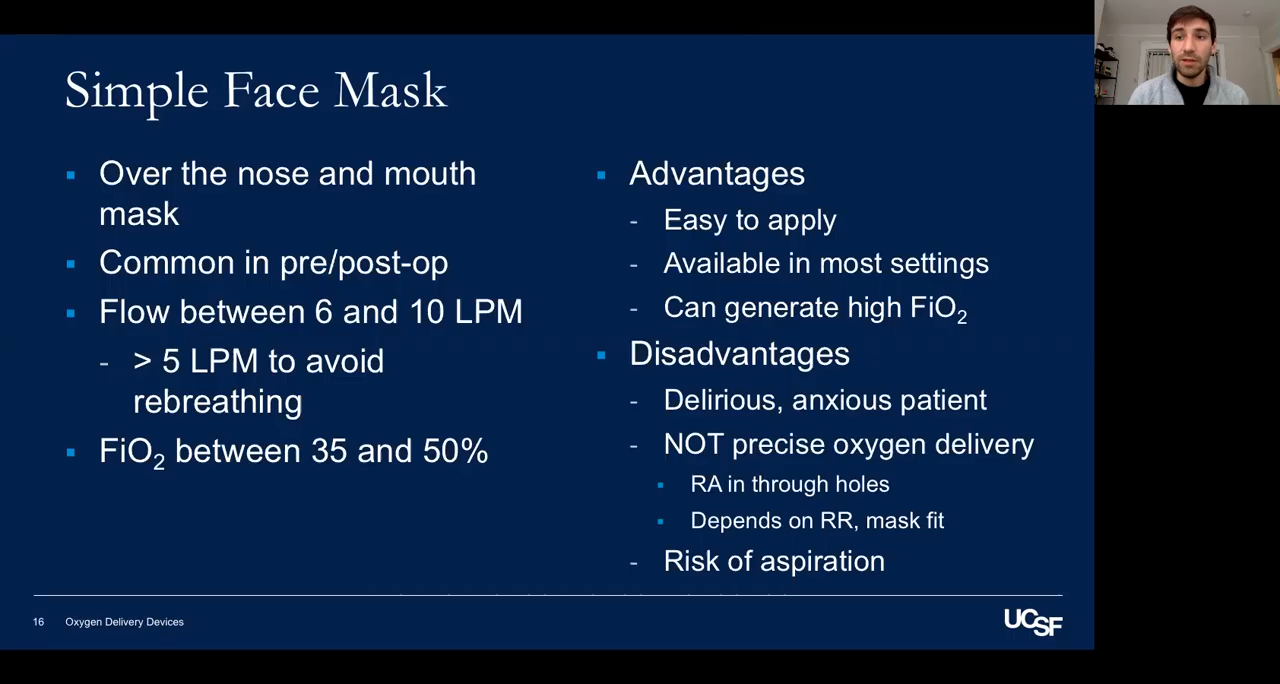 Simple Face Mask
▪ Over the nose and mouth
mask
▪ Common in pre/post-op
▪ Flow between 6 and 10 LPM
- > 5 LPM to avoid
rebreathing
▪ FiO₂ between 35 and 50%
▪ Advantages
- Easy to apply
- Available in most settings
- Can generate high FiO₂
▪ Disadvantages
- Delirious, anxious patient
- NOT precise oxygen delivery
▪ RA in through holes
▪ Depends on RR, mask fit
- Risk of aspiration
16 Oxygen Delivery Devices
UCSF